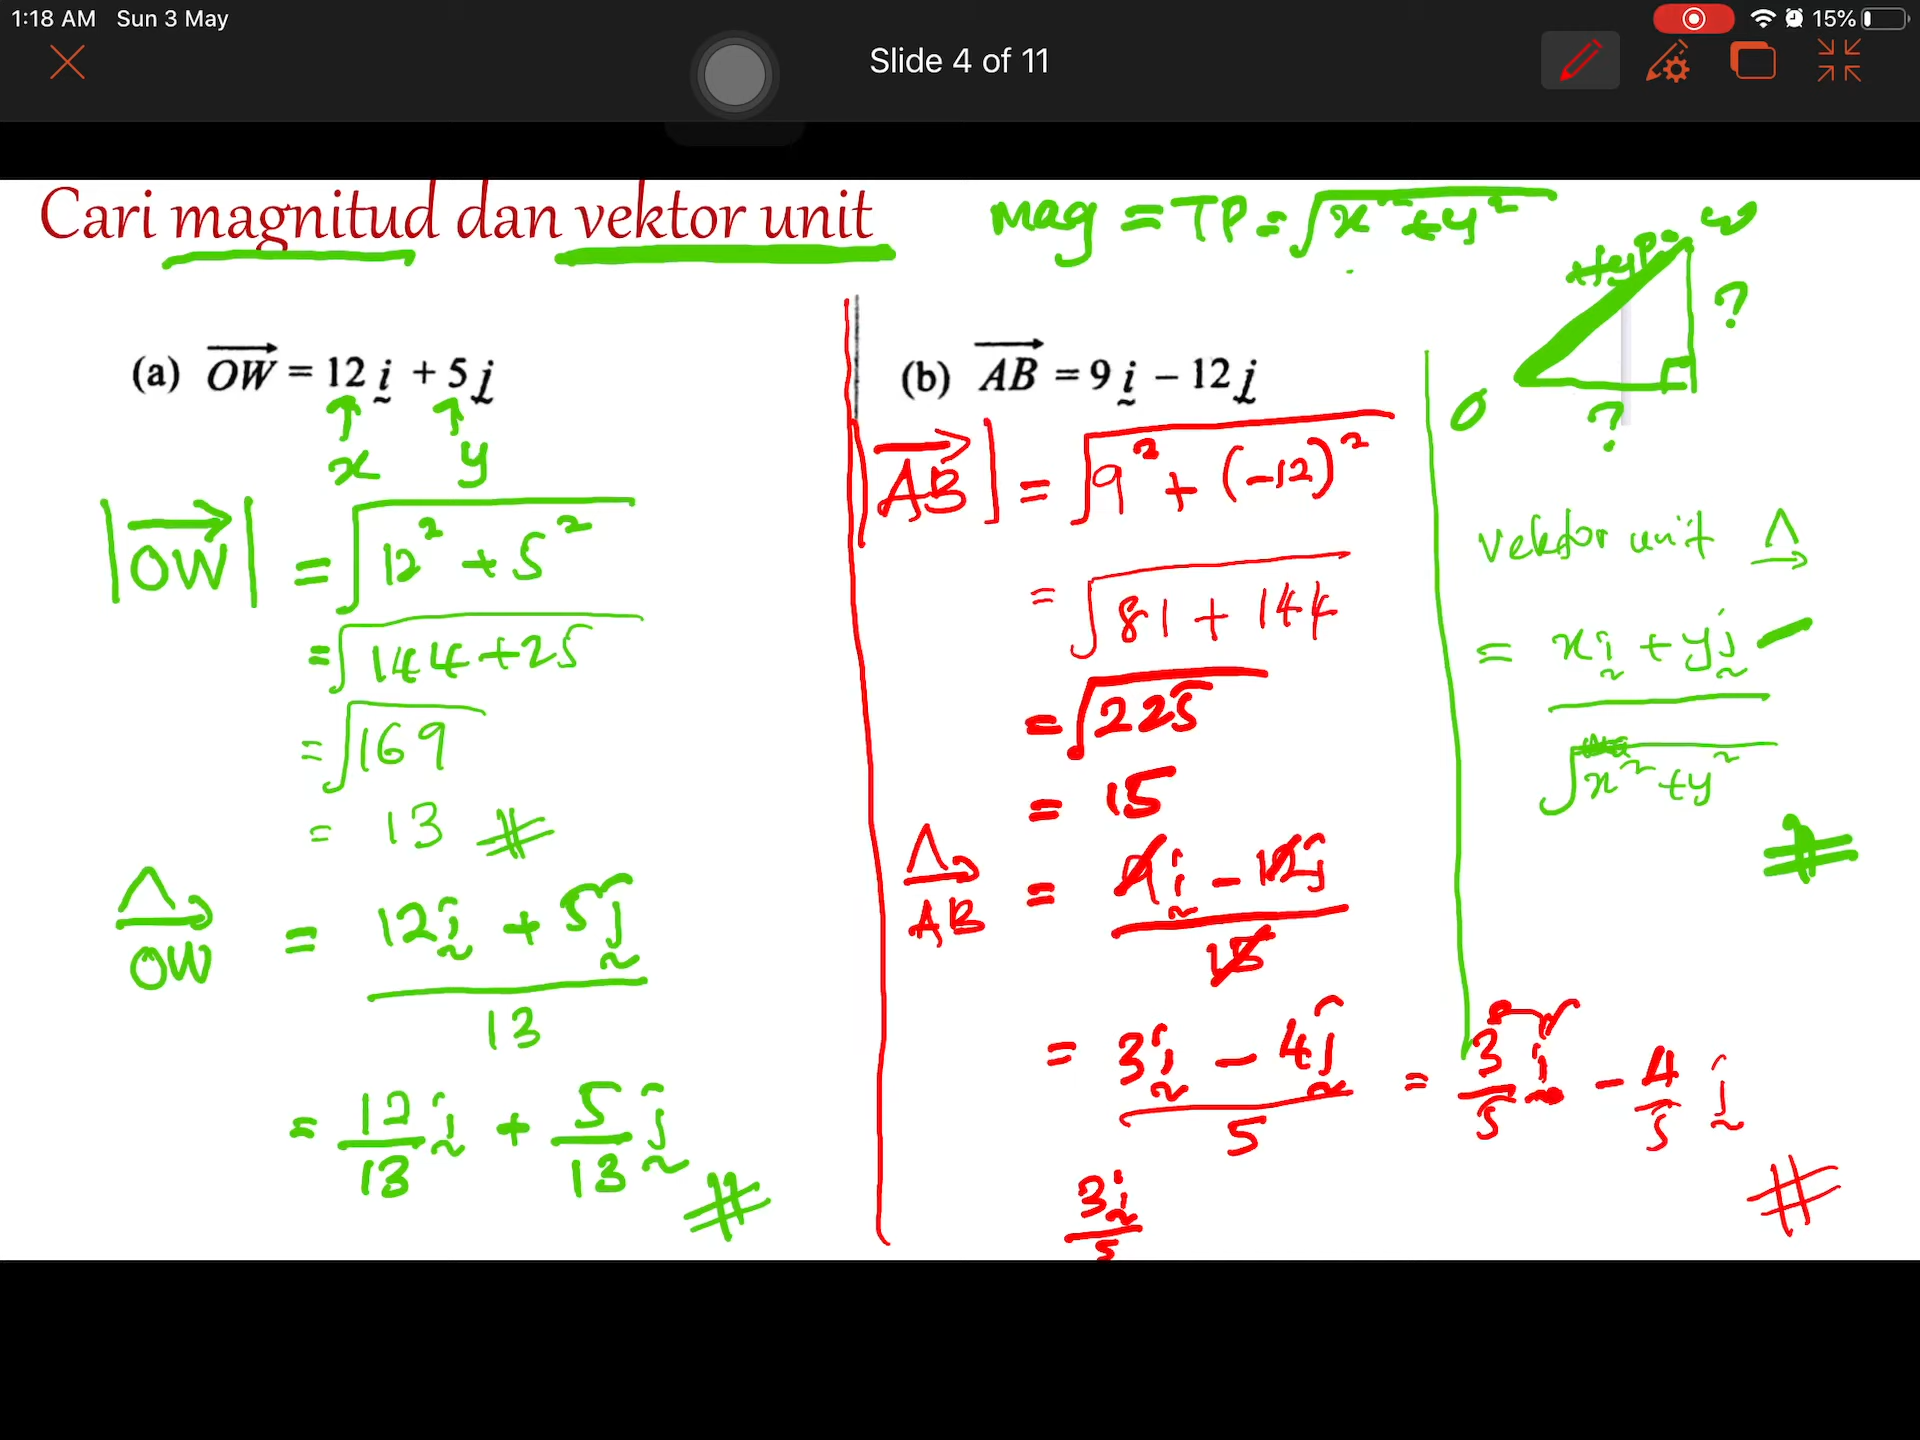 1:18 AM Sun 3 May
15%
Slide 4 of 11
Cari magnitud dan vektor unit
mag = TP = √x² + y²
Hyp
W
?
O
?
(a) OW = 12 i + 5 j
x y
|OW| = √12² + 5²
= √144 + 25
= √169
= 13 #
OW = 12i + 5j / 13
= 12/13 i + 5/13 j #
(b) AB = 9 i − 12 j
|AB| = √9² + (-12)²
= √81 + 144
= √225
= 15
AB = 9i − 12j / 15
= 3i − 4j / 5 = 3/5 i − 4/5 j
#
3i/5
vektor unit
= xi + yj
√x² + y²
#